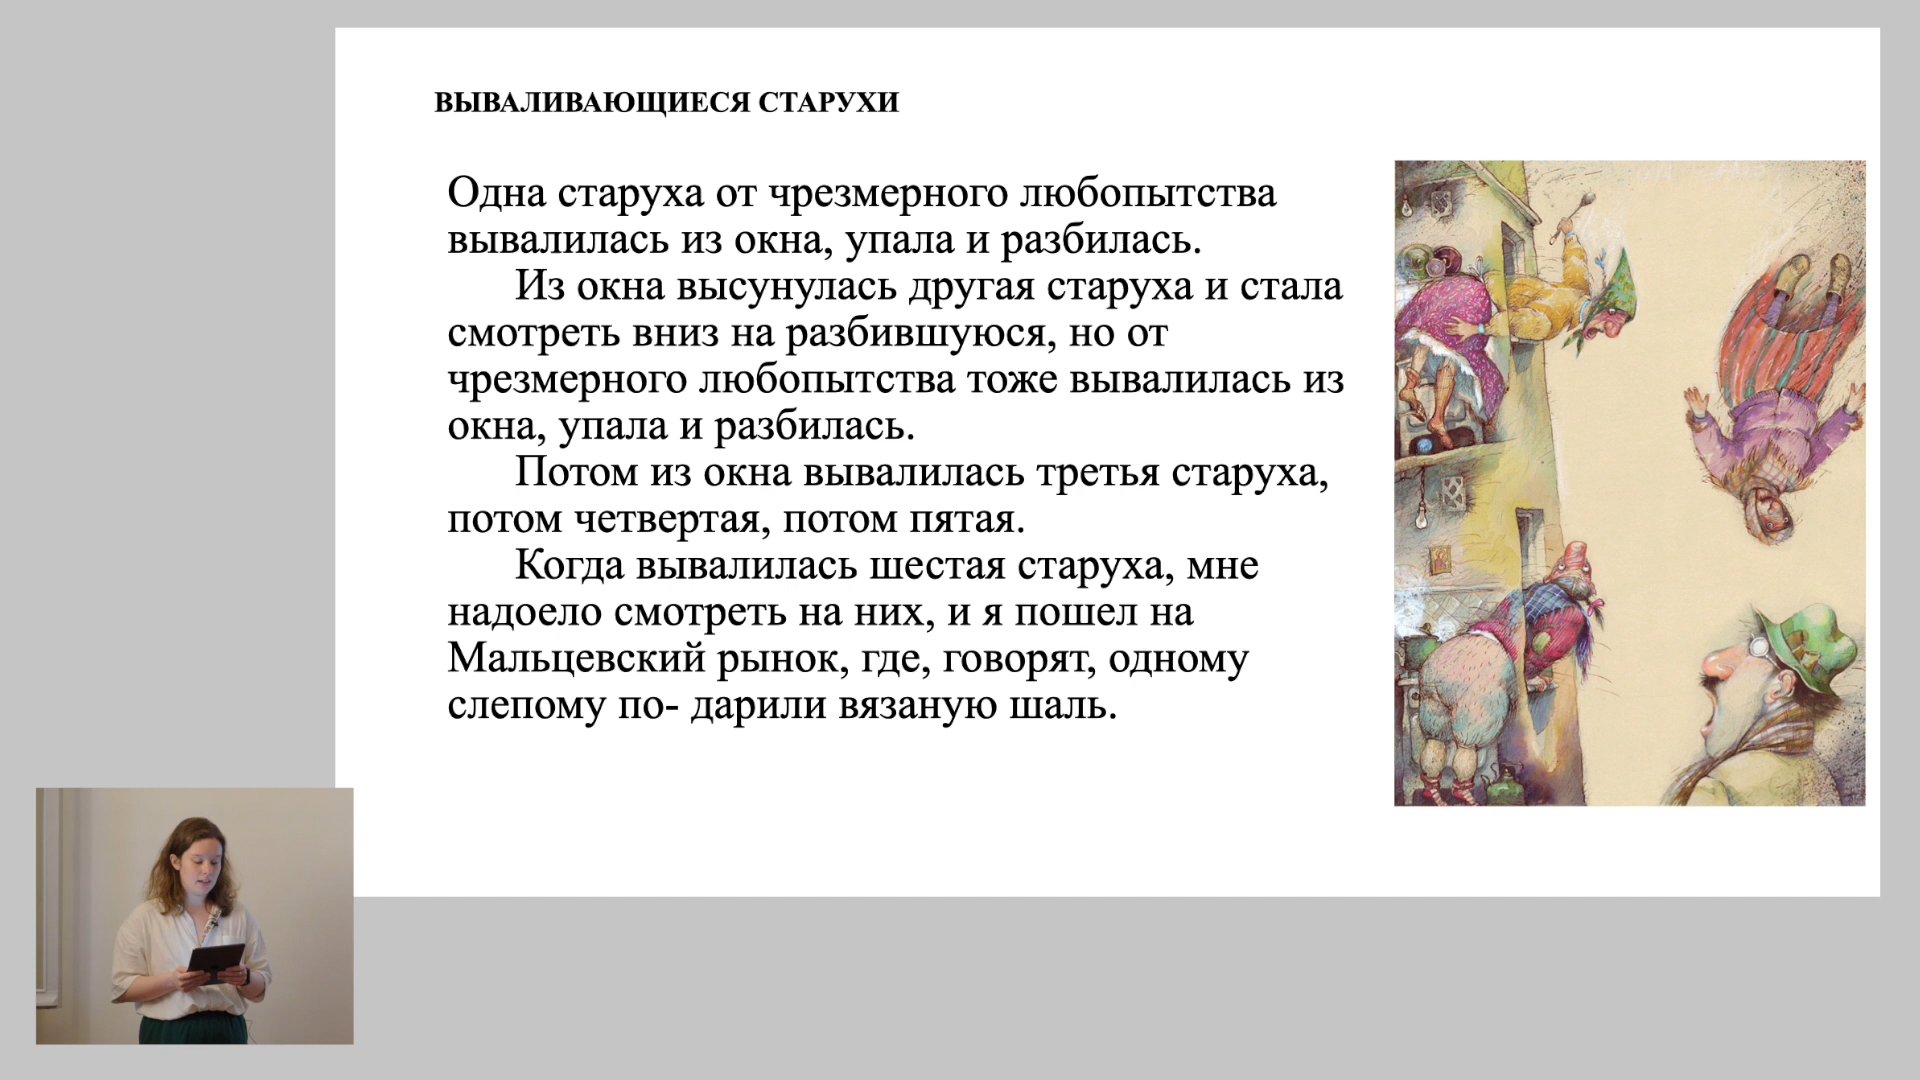 ВЫВАЛИВАЮЩИЕСЯ СТАРУХИ
Одна старуха от чрезмерного любопытства
вывалилась из окна, упала и разбилась.
Из окна высунулась другая старуха и стала
смотреть вниз на разбившуюся, но от
чрезмерного любопытства тоже вывалилась из
окна, упала и разбилась.
Потом из окна вывалилась третья старуха,
потом четвертая, потом пятая.
Когда вывалилась шестая старуха, мне
надоело смотреть на них, и я пошел на
Мальцевский рынок, где, говорят, одному
слепому по- дарили вязаную шаль.